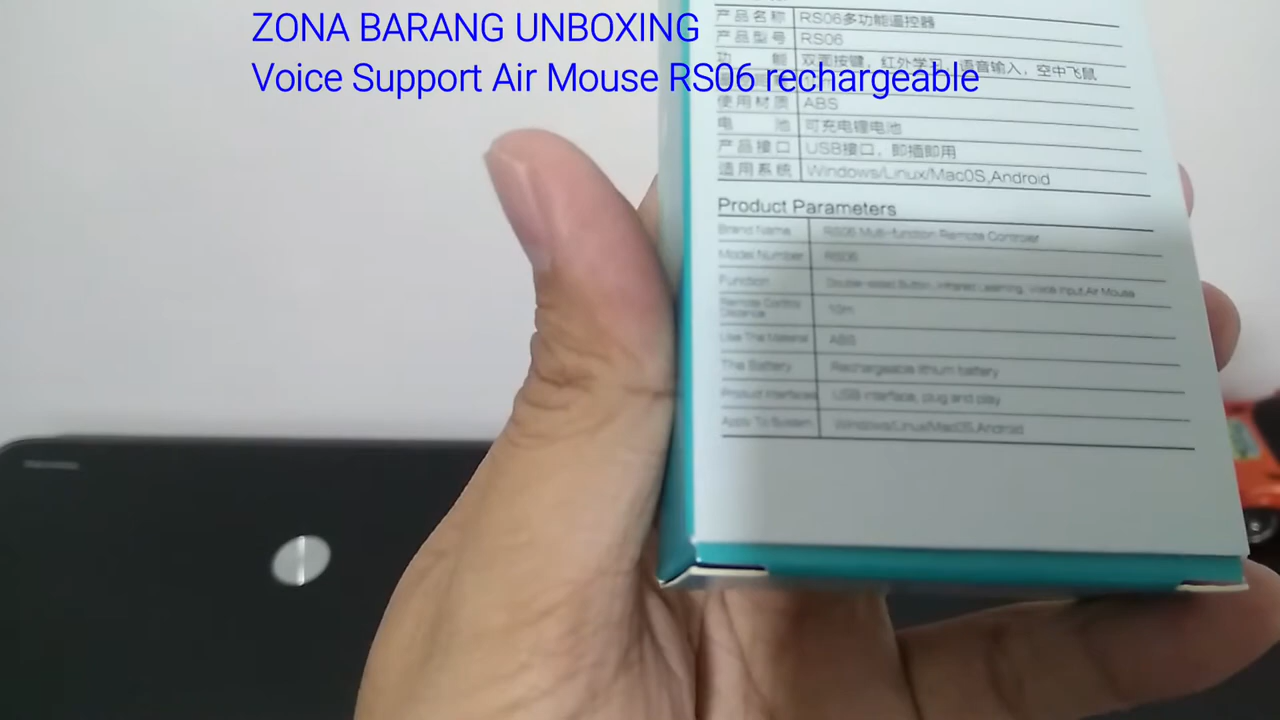 ZONA BARANG UNBOXING
Voice Support Air Mouse RS06 rechargeable
产品名称 RS06多功能遥控器
产品型号 RS06
功 能 双面按键，红外学习，语音输入，空中飞鼠
使用材质 ABS
电 池 可充电锂电池
产品接口 USB接口，即插即用
适用系统 Windows/Linux/MacOS,Android
Product Parameters
Brand Name RS06 Multi-function Remote Controler
Model Number RS06
Function Double-sided Button, Infrared Learning, Voice Input,Air Mouse
Remote Control
Distance 10m
Use The Material ABS
The Battery Rechargeable lithium battery
Product Interfaces USB interface, plug and play
Apply To System Windows/Linux/MacOS,Android